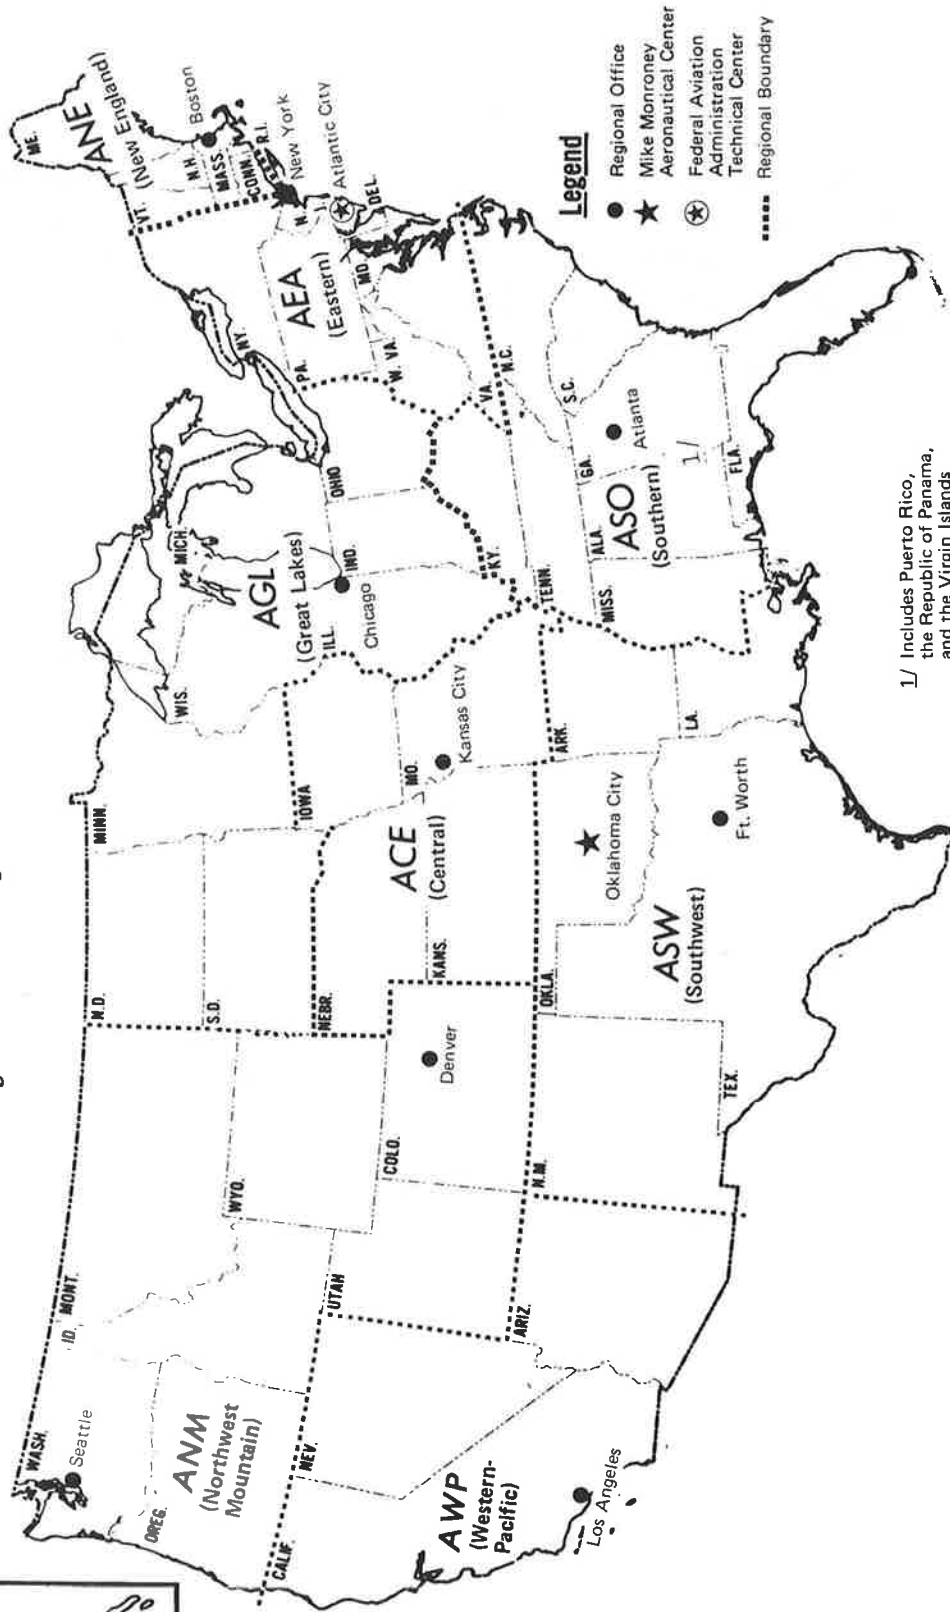 WASH.
Seattle
MONT.
ID.
OREG.
ANM
(Northwest
Mountain)
WYO.
N.D.
S.D.
NEBR.
MINN.
WIS.
MICH.
AGL
(Great Lakes)
ILL.
IND.
OHIO
Chicago
IOWA
MO.
Kansas City
ACE
(Central)
KANS.
COLO.
Denver
UTAH
NEV.
CALIF.
AWP
(Western-
Pacific)
Los Angeles
ARIZ.
N.M.
TEX.
OKLA.
Oklahoma City
ASW
(Southwest)
Ft. Worth
ARK.
LA.
MISS.
ALA.
TENN.
KY.
GA.
ASO
(Southern)
1/
Atlanta
FLA.
S.C.
N.C.
VA.
W. VA.
MD.
DEL.
PA.
AEA
(Eastern)
N.J.
NY.
Atlantic City
New York
VT.
N.H.
ME.
ANE
(New England)
MASS.
Boston
CONN.
R.I.
Legend
Regional Office
Mike Monroney
Aeronautical Center
Federal Aviation
Administration
Technical Center
Regional Boundary
1/ Includes Puerto Rico,
the Republic of Panama,
and the Virgin Islands